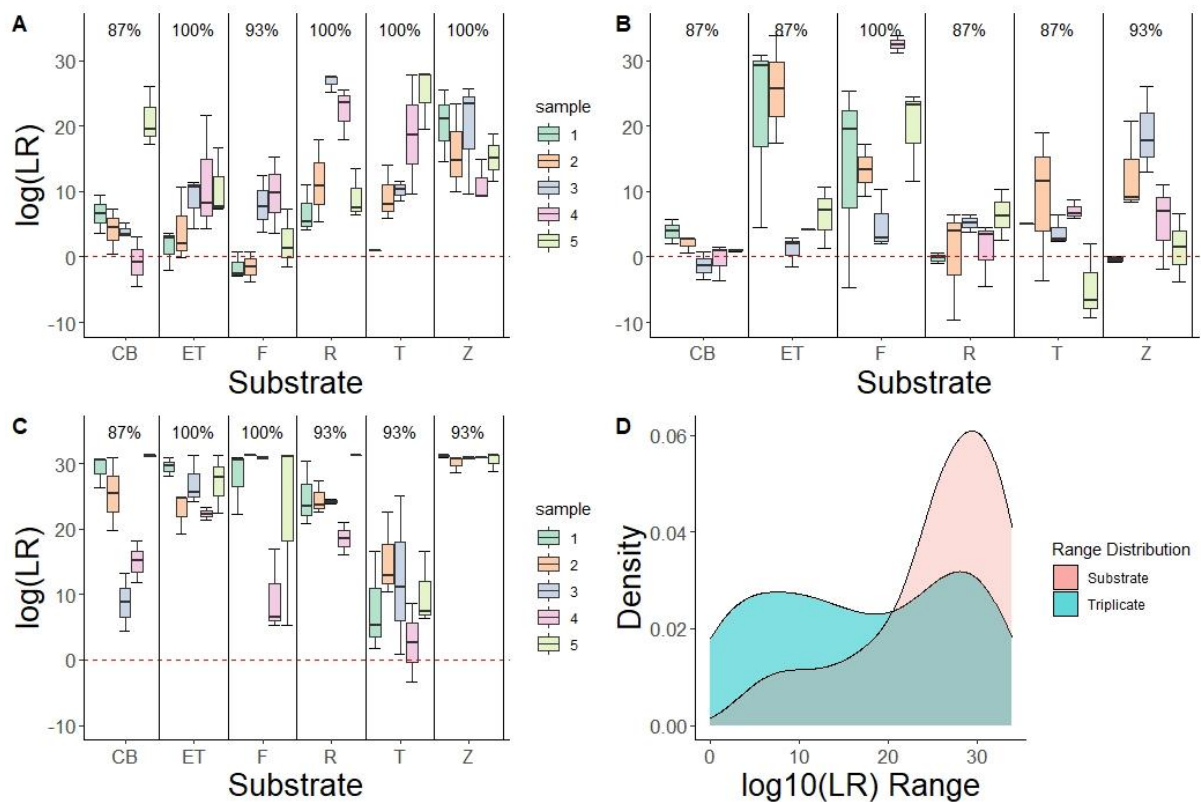 A
87% 100% 93% 100% 100% 100%
30
20
10
0
-10
log(LR)
CB ET F R T Z
Substrate
sample
1
2
3
4
5
B
87% 87% 100% 87% 87% 93%
30
20
10
0
-10
log(LR)
CB ET F R T Z
Substrate
C
87% 100% 100% 93% 93% 93%
30
20
10
0
-10
log(LR)
CB ET F R T Z
Substrate
sample
1
2
3
4
5
D
0.06
0.04
0.02
0.00
Density
0 10 20 30
log10(LR) Range
Range Distribution
Substrate
Triplicate